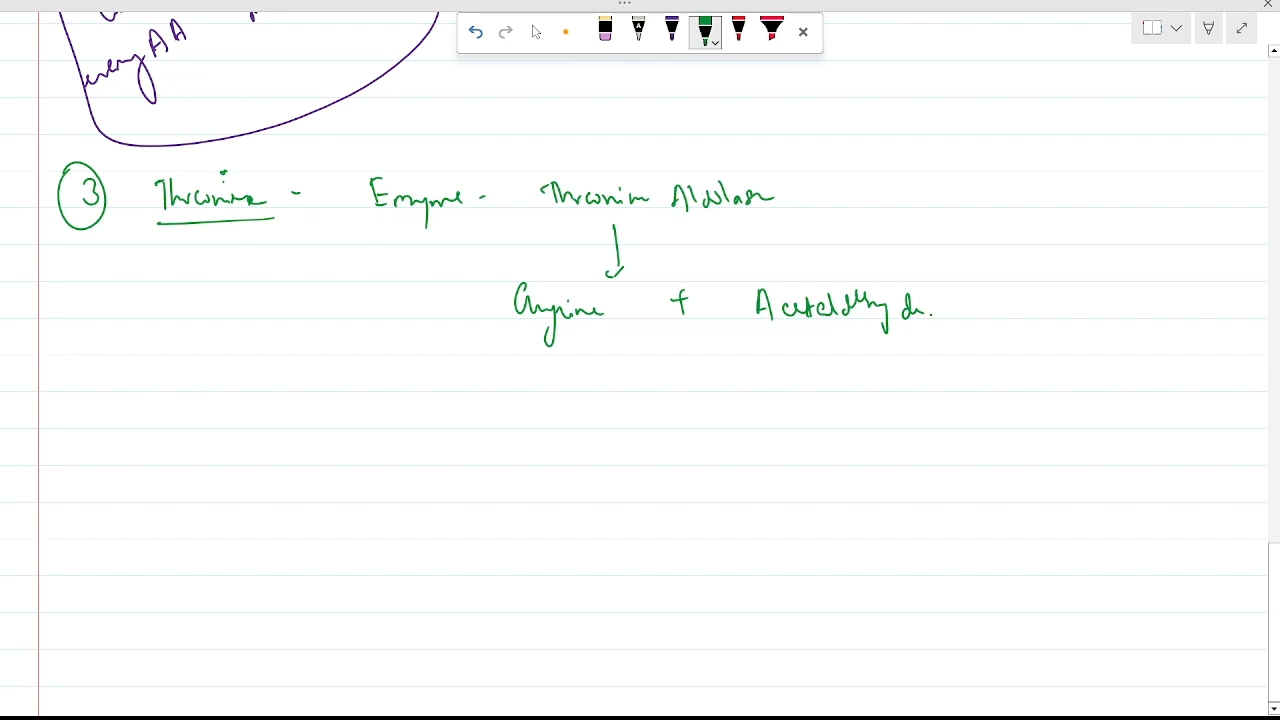 every AA
3 Threonine - Enzyme - Threonine Aldolase
Glycine + Acetaldehyde.